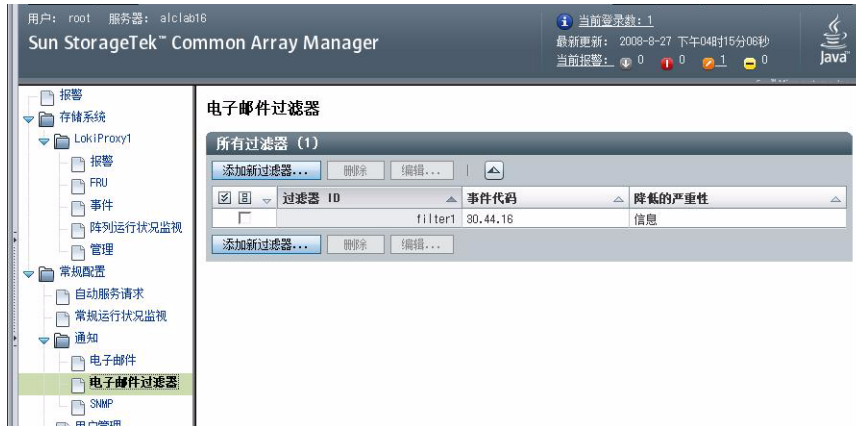 用户： root 服务器： alclab16
Sun StorageTek™ Common Array Manager
当前登录数：1
最新更新： 2008-8-27 下午04时15分06秒
当前报警： 0 0 1 0
Java™
报警
存储系统
LokiProxy1
报警
FRU
事件
阵列运行状况监视
管理
常规配置
自动服务请求
常规运行状况监视
通知
电子邮件
电子邮件过滤器
SNMP
用户管理
电子邮件过滤器
所有过滤器 (1)
添加新过滤器... 删除 编辑...
过滤器 ID 事件代码 降低的严重性
filter1 30.44.16 信息
添加新过滤器... 删除 编辑...